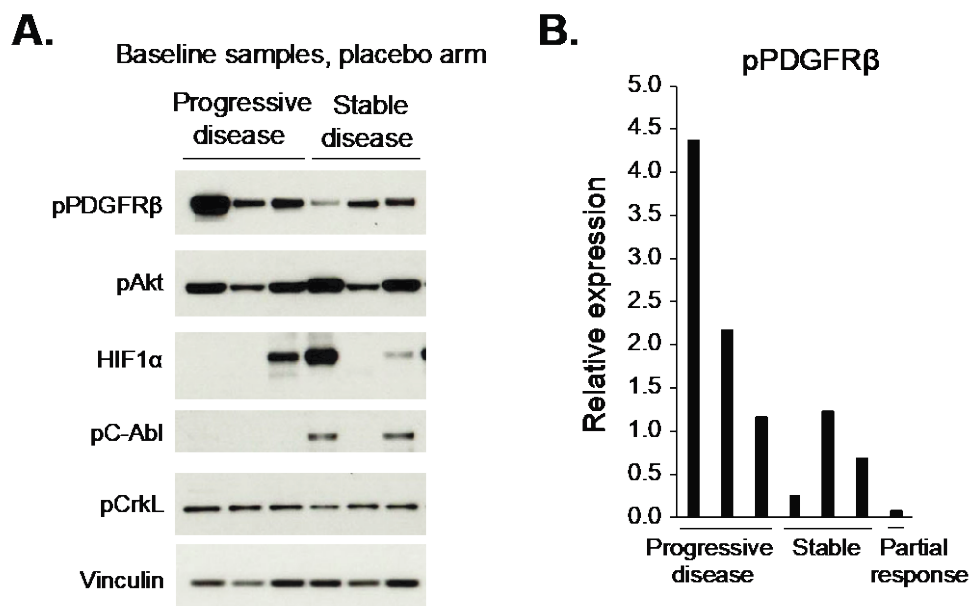 A.
Baseline samples, placebo arm
Progressive
disease
Stable
disease
pPDGFRβ
pAkt
HIF1α
pC-Abl
pCrkL
Vinculin
B.
pPDGFRβ
Relative expression
5.0
4.5
4.0
3.5
3.0
2.5
2.0
1.5
1.0
0.5
0.0
Progressive
disease
Stable
Partial
response